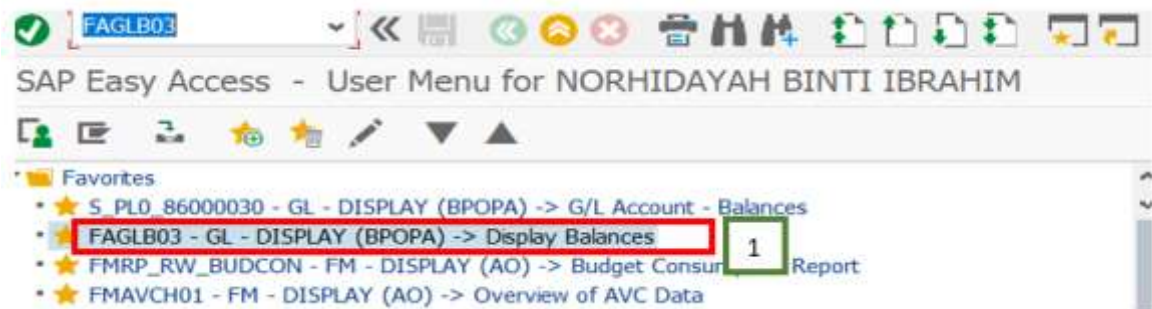 FAGLB03
SAP Easy Access - User Menu for NORHIDAYAH BINTI IBRAHIM
Favorites
S_PL0_86000030 - GL - DISPLAY (BPOPA) -> G/L Account - Balances
FAGLB03 - GL - DISPLAY (BPOPA) -> Display Balances
1
FMRP_RW_BUDCON - FM - DISPLAY (AO) -> Budget Consum Report
FMAVCH01 - FM - DISPLAY (AO) -> Overview of AVC Data